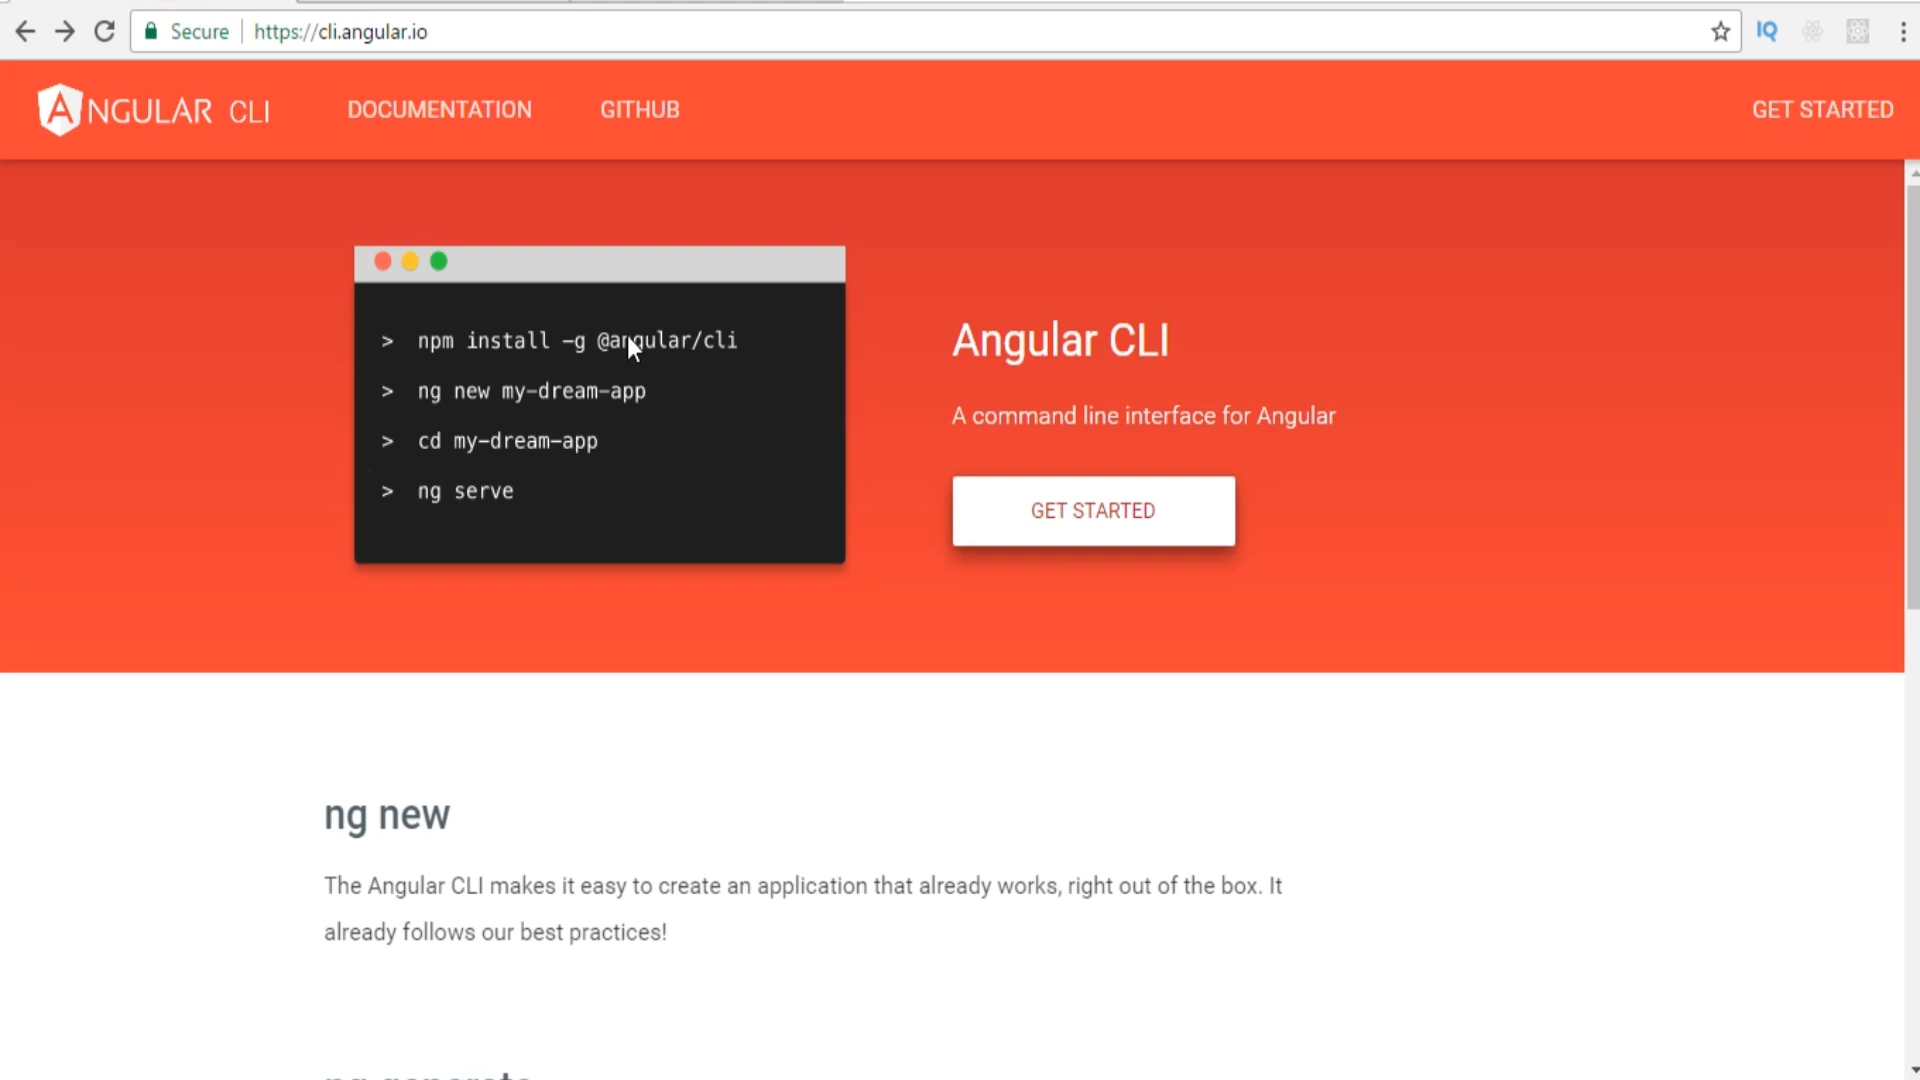 Secure https://cli.angular.io IQ
ANGULAR CLI DOCUMENTATION GITHUB GET STARTED
> npm install -g @angular/cli
> ng new my-dream-app
> cd my-dream-app
> ng serve
Angular CLI
A command line interface for Angular
GET STARTED
ng new
The Angular CLI makes it easy to create an application that already works, right out of the box. It
already follows our best practices!
ng generate